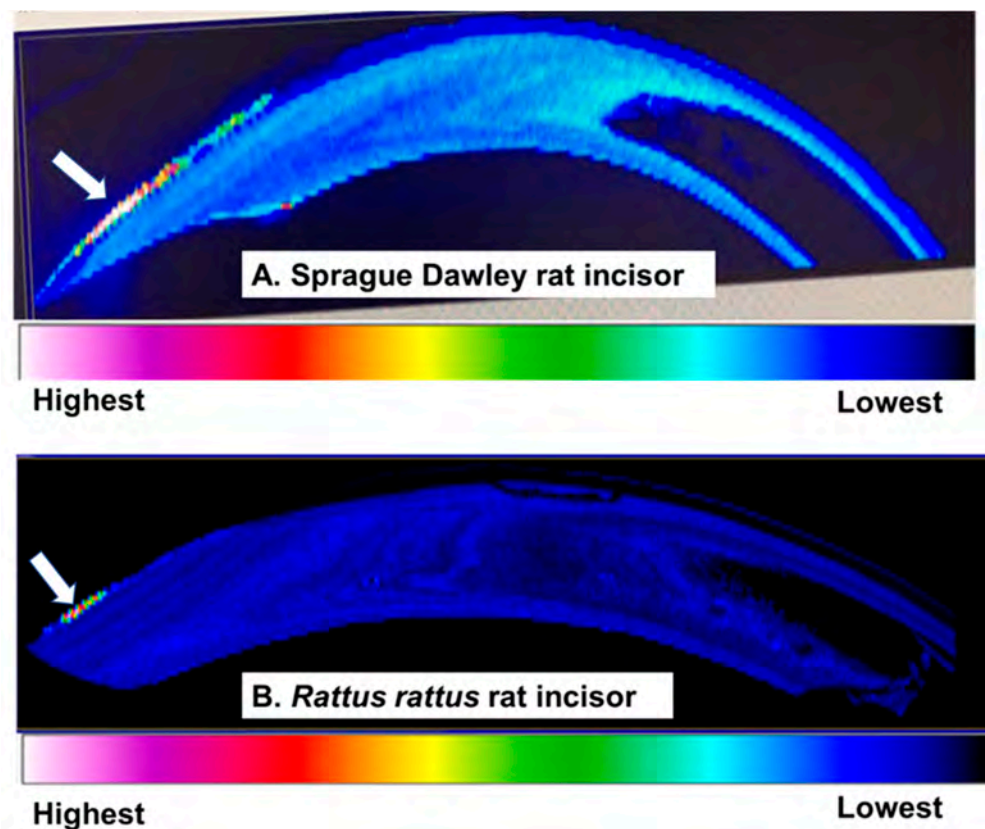 A. Sprague Dawley rat incisor
Highest Lowest
B. Rattus rattus rat incisor
Highest Lowest